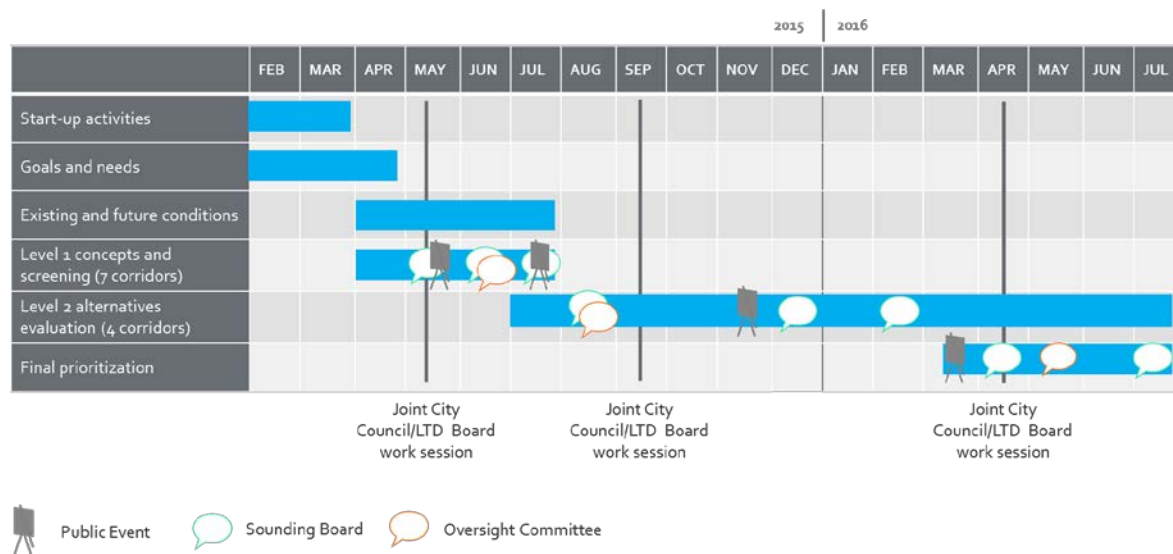 2015 2016
FEB MAR APR MAY JUN JUL AUG SEP OCT NOV DEC JAN FEB MAR APR MAY JUN JUL
Start-up activities
Goals and needs
Existing and future conditions
Level 1 concepts and
screening (7 corridors)
Level 2 alternatives
evaluation (4 corridors)
Final prioritization
Joint City
Council/LTD Board
work session
Joint City
Council/LTD Board
work session
Joint City
Council/LTD Board
work session
Public Event
Sounding Board
Oversight Committee